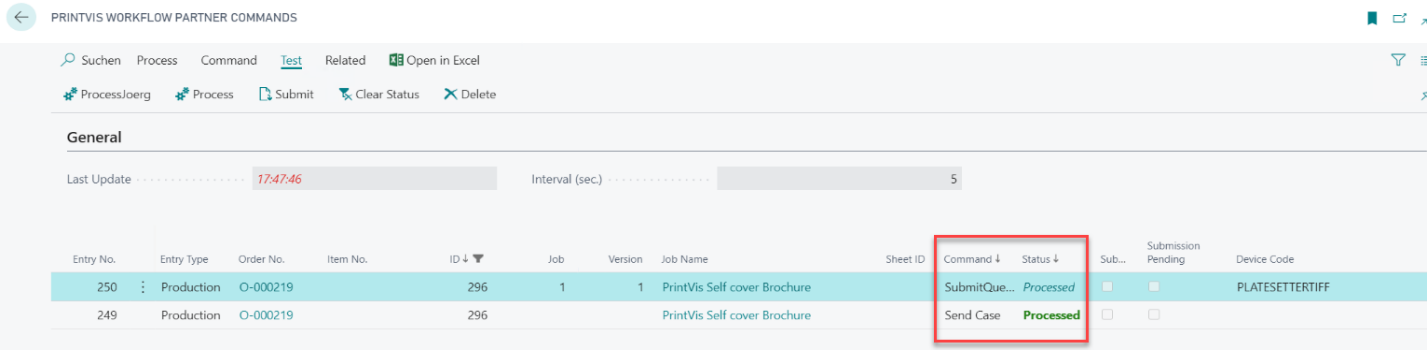 PRINTVIS WORKFLOW PARTNER COMMANDS
Suchen Process Command Test Related Open in Excel
ProcessJoerg Process Submit Clear Status Delete
General
Last Update 17:47:46 Interval (sec.) 5
Entry No. Entry Type Order No. Item No. ID ↓ Job Version Job Name Sheet ID Command ↓ Status ↓ Sub... Submission Pending Device Code
250 Production O-000219 296 1 1 PrintVis Self cover Brochure SubmitQue... Processed PLATESETTERTIFF
249 Production O-000219 296 PrintVis Self cover Brochure Send Case Processed